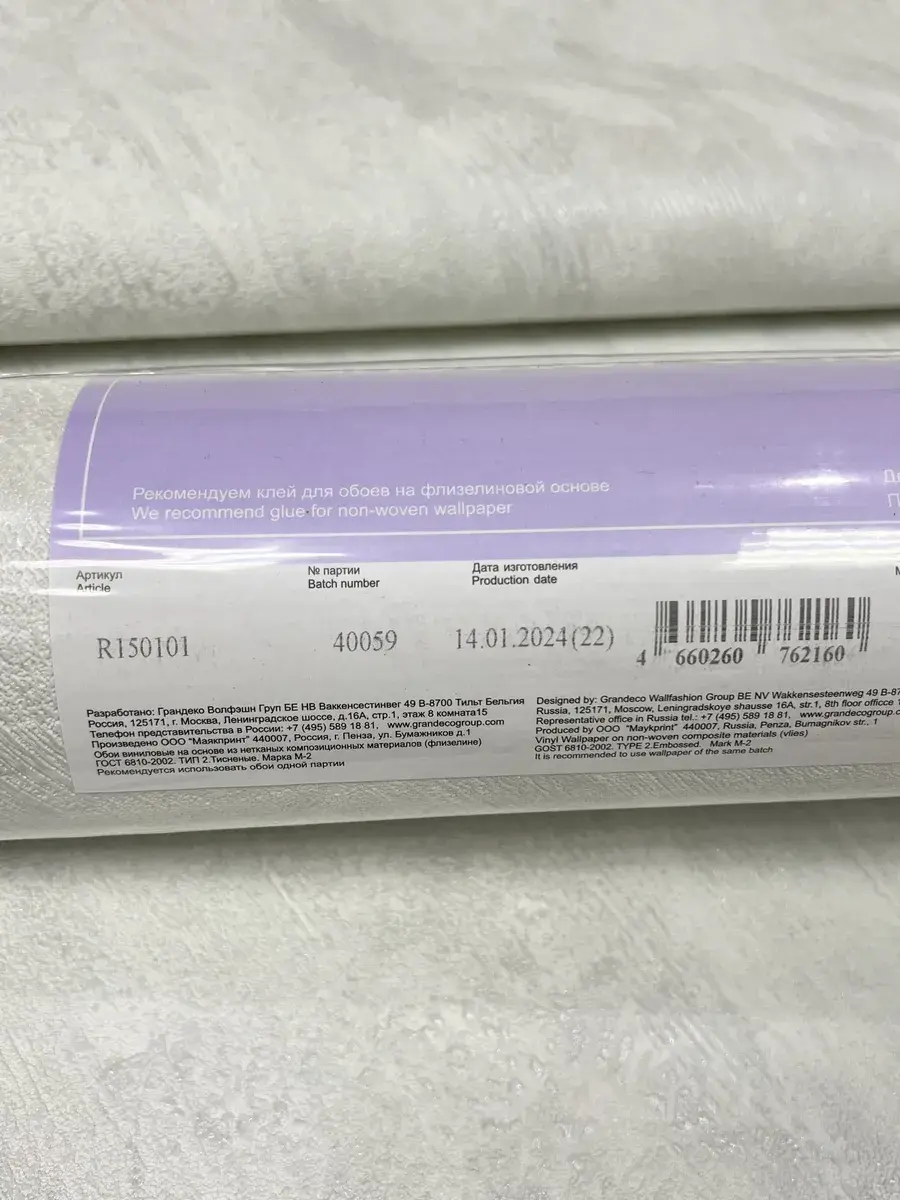 Рекомендуем клей для обоев на флизелиновой основе
We recommend glue for non-woven wallpaper
Артикул
Article
R150101
№ партии
Batch number
40059
Дата изготовления
Production date
14.01.2024(22)
4 660260 762160
Разработано: Грандеко Волфэшн Груп БЕ НВ Ваккенсестинвег 49 В-8700 Тильт Бельгия
Россия, 125171, г. Москва, Ленинградское шоссе, д.16А, стр.1, этаж 8 комната15
Телефон представительства в России: +7 (495) 589 18 81, www.grandecogroup.com
Произведено ООО "Маякпринт" 440007, Россия, г. Пенза, ул. Бумажников д.1
Обои виниловые на основе из нетканых композиционных материалов (флизелине)
ГОСТ 6810-2002. ТИП 2.Тисненые. Марка М-2
Рекомендуется использовать обои одной партии
Designed by: Grandeco Wallfashion Group BE NV Wakkensesteenweg 49 B-8
Russia, 125171, Moscow, Leningradskoye shausse 16A, str.1, 8th floor officce
Representative office in Russia tel.: +7 (495) 589 18 81, www.grandecogroup.c
Produced by OOO "Maykprint" 440007, Russia, Penza, Bumagnikov str., 1
Vinyl Wallpaper on non-woven composite materials (vlies)
GOST 6810-2002. TYPE 2.Embossed. Mark M-2
It is recommended to use wallpaper of the same batch